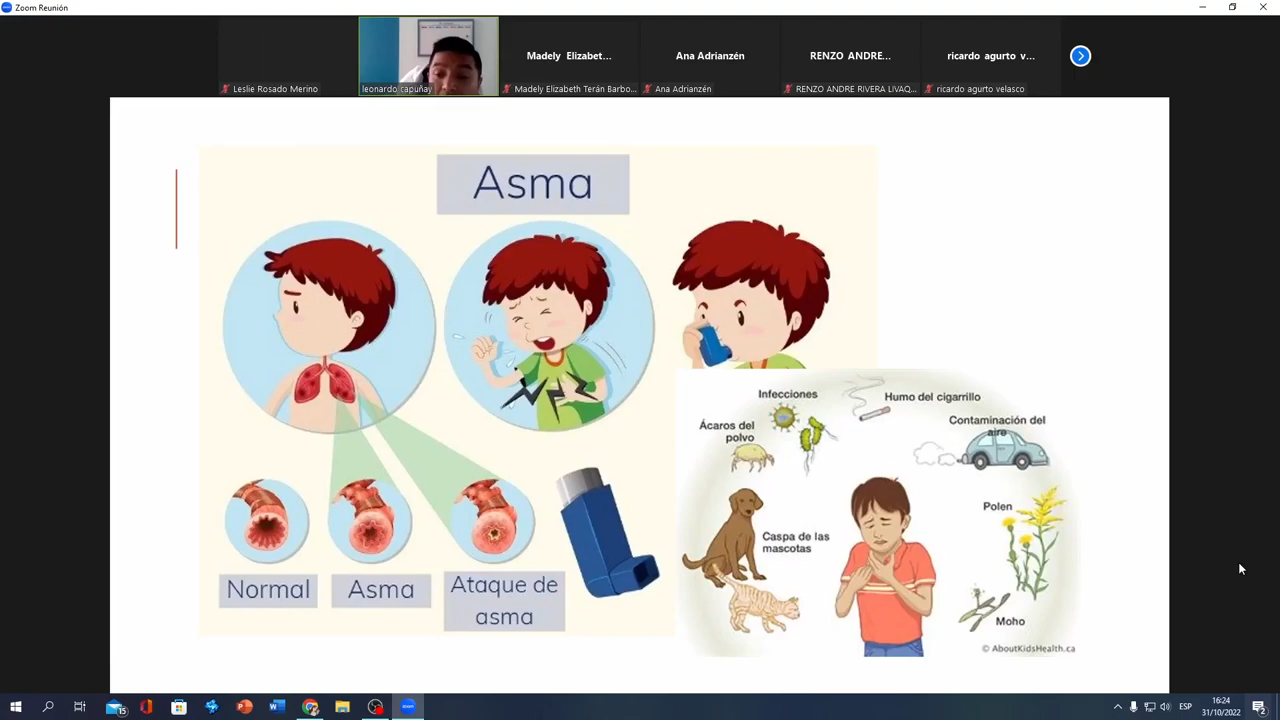 Zoom Reunión
Madely Elizabet...
Ana Adrianzén
RENZO ANDRE...
ricardo agurto v...
Leslie Rosado Merino
leonardo capuñay
Madely Elizabeth Terán Barbo...
Ana Adrianzén
RENZO ANDRE RIVERA LIVAQ...
ricardo agurto velasco
Asma
Normal
Asma
Ataque de
asma
Infecciones
Humo del cigarrillo
Ácaros del
polvo
Contaminación del
aire
Polen
Caspa de las
mascotas
Moho
© AboutKidsHealth.ca
15
ESP
16:24
31/10/2022
2